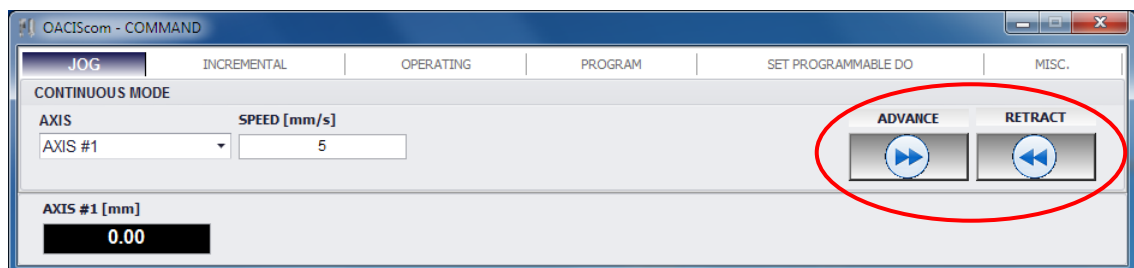 OACIScom - COMMAND
JOG INCREMENTAL OPERATING PROGRAM SET PROGRAMMABLE DO MISC.
CONTINUOUS MODE
AXIS SPEED [mm/s] ADVANCE RETRACT
AXIS #1 5
AXIS #1 [mm]
0.00